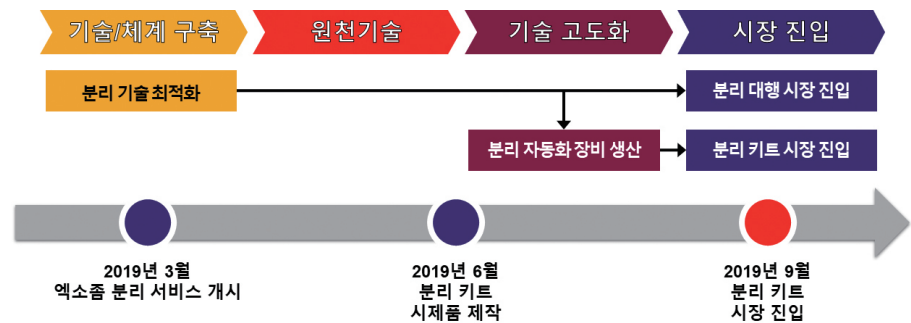 기술/체계 구축
원천기술
기술 고도화
시장 진입
분리 기술 최적화
분리 대행 시장 진입
분리 자동화 장비 생산
분리 키트 시장 진입
2019년 3월
엑소좀 분리 서비스 개시
2019년 6월
분리 키트
시제품 제작
2019년 9월
분리 키트
시장 진입